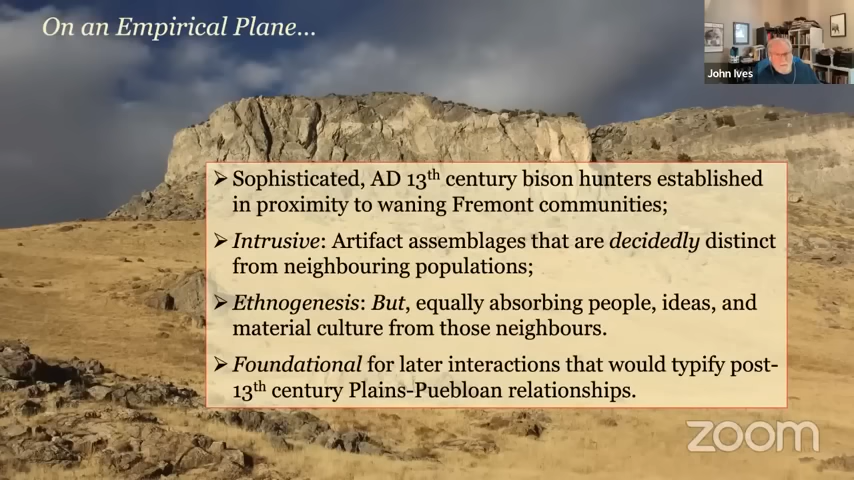 On an Empirical Plane...
John Ives
➢ Sophisticated, AD 13th century bison hunters established
in proximity to waning Fremont communities;
➢ Intrusive: Artifact assemblages that are decidedly distinct
from neighbouring populations;
➢ Ethnogenesis: But, equally absorbing people, ideas, and
material culture from those neighbours.
➢ Foundational for later interactions that would typify post-
13th century Plains-Puebloan relationships.
zoom